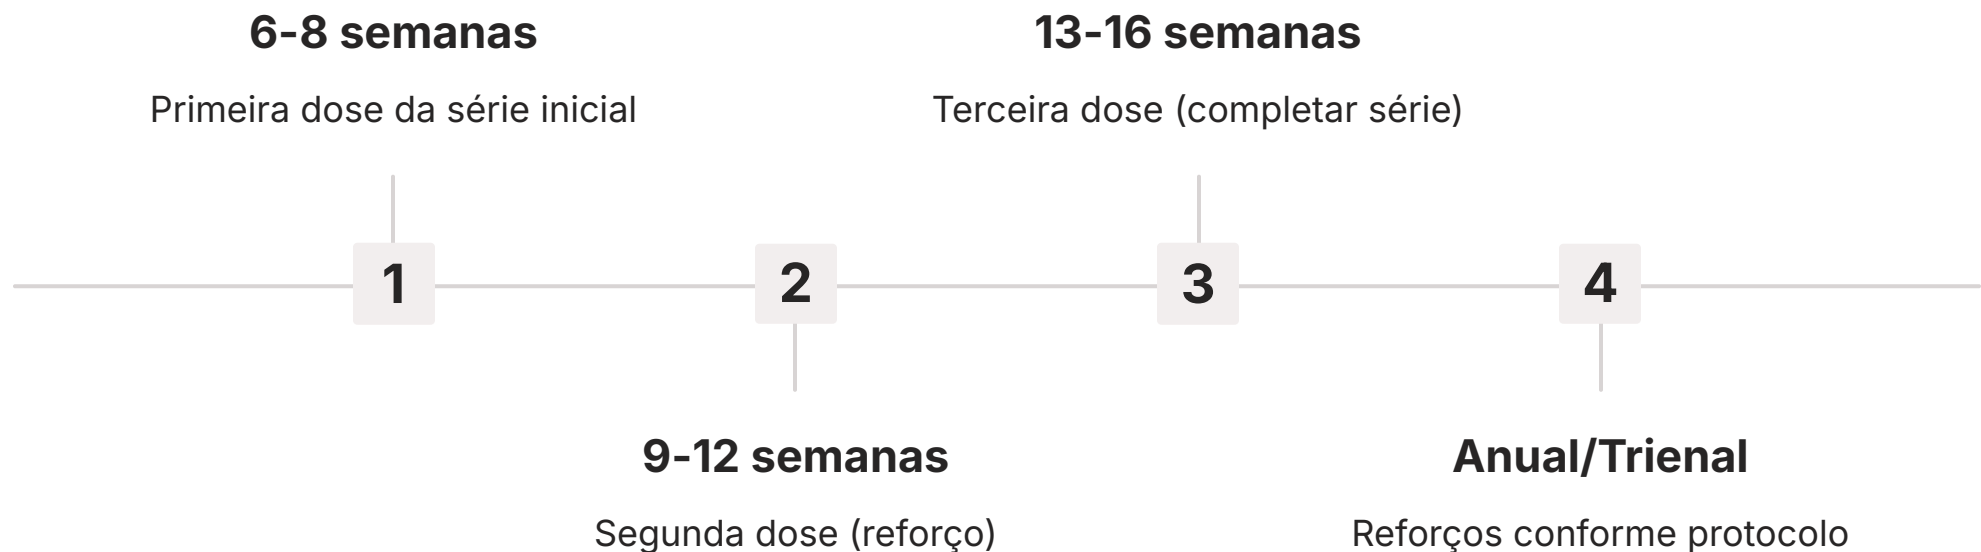 6-8 semanas
Primeira dose da série inicial
13-16 semanas
Terceira dose (completar série)
1
2
3
4
9-12 semanas
Segunda dose (reforço)
Anual/Trienal
Reforços conforme protocolo